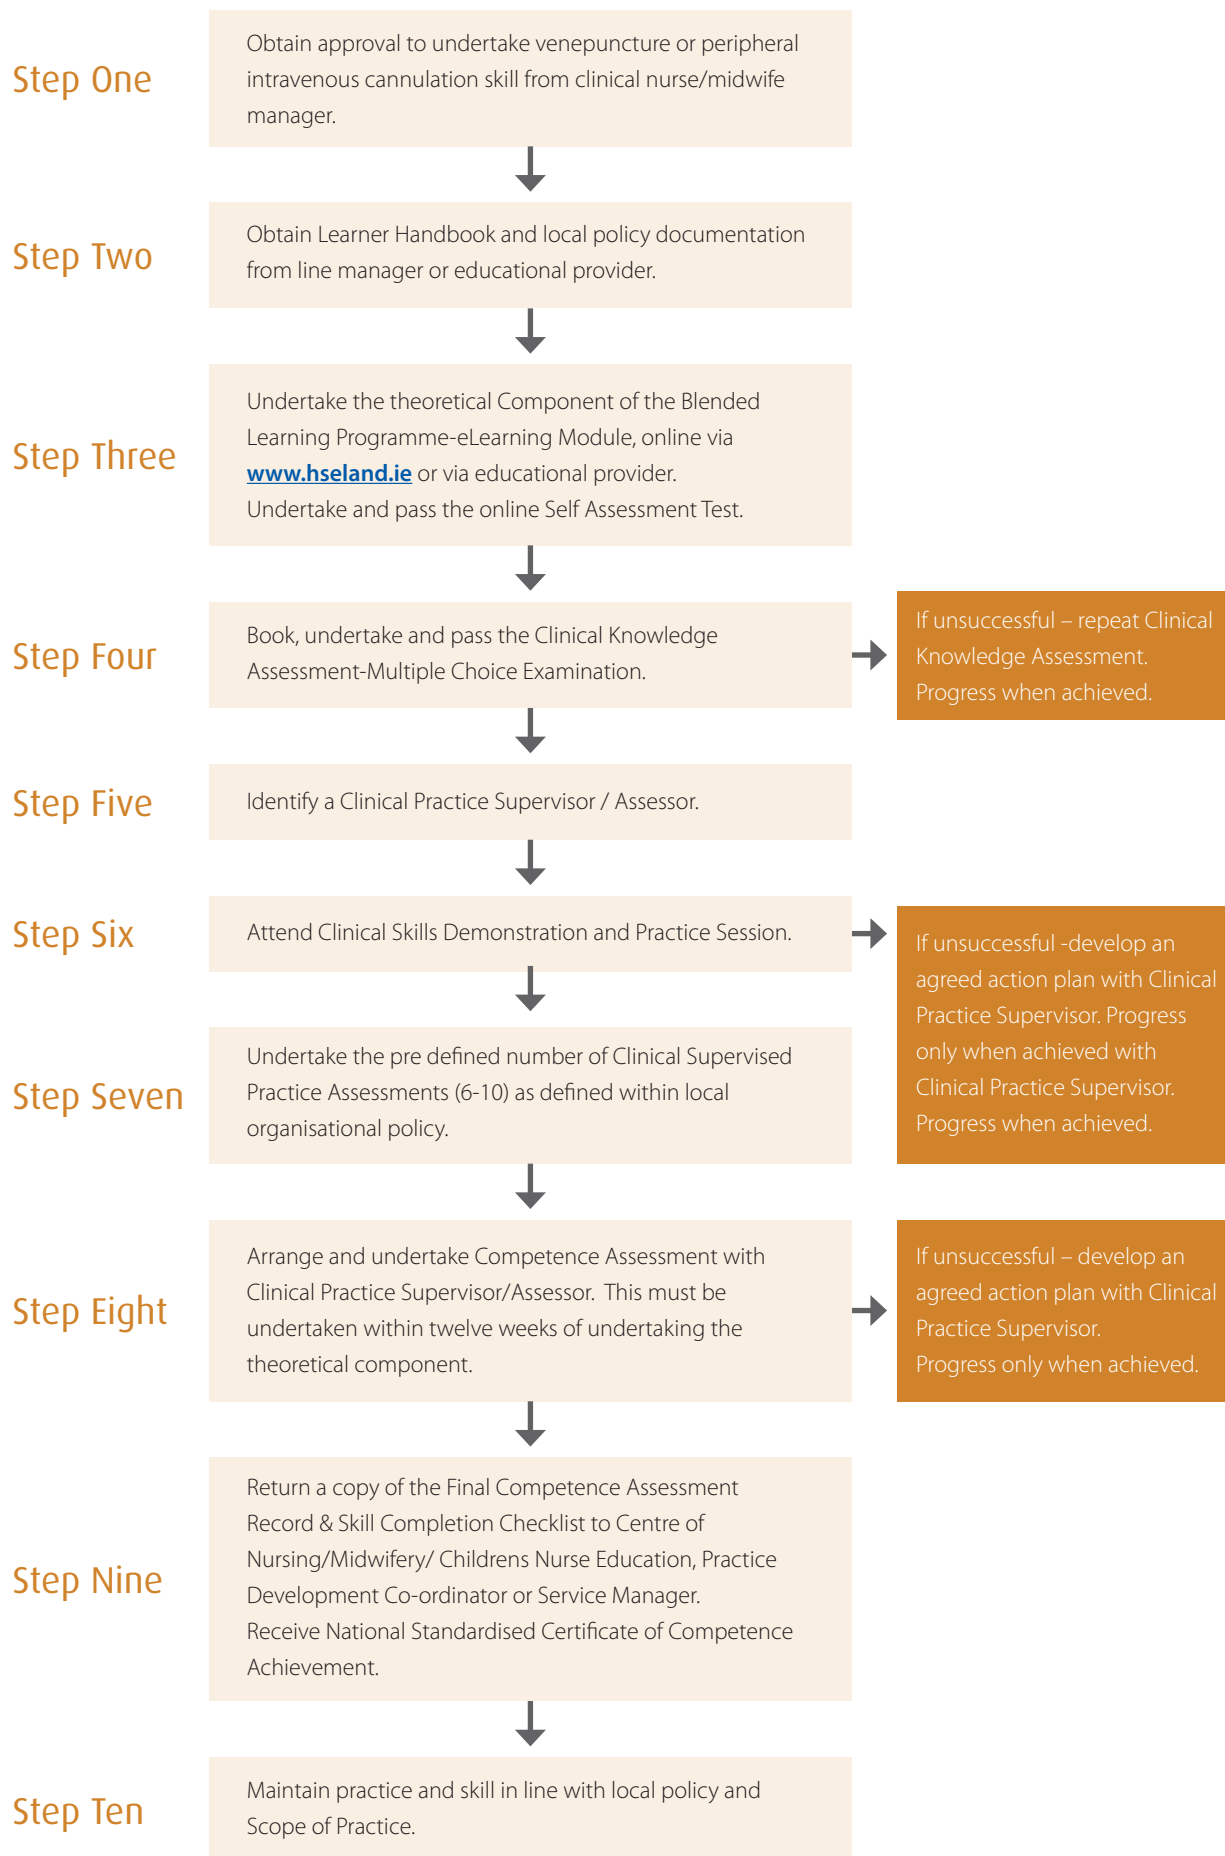 Step One
Obtain approval to undertake venepuncture or peripheral
intravenous cannulation skill from clinical nurse/midwife
manager.
Step Two
Obtain Learner Handbook and local policy documentation
from line manager or educational provider.
Step Three
Undertake the theoretical Component of the Blended
Learning Programme-eLearning Module, online via
www.hseland.ie or via educational provider.
Undertake and pass the online Self Assessment Test.
Step Four
Book, undertake and pass the Clinical Knowledge
Assessment-Multiple Choice Examination.
If unsuccessful – repeat Clinical
Knowledge Assessment.
Progress when achieved.
Step Five
Identify a Clinical Practice Supervisor / Assessor.
Step Six
Attend Clinical Skills Demonstration and Practice Session.
If unsuccessful -develop an
agreed action plan with Clinical
Practice Supervisor. Progress
only when achieved with
Clinical Practice Supervisor.
Progress when achieved.
Step Seven
Undertake the pre defined number of Clinical Supervised
Practice Assessments (6-10) as defined within local
organisational policy.
Step Eight
Arrange and undertake Competence Assessment with
Clinical Practice Supervisor/Assessor.  This must be
undertaken within twelve weeks of undertaking the
theoretical component.
If unsuccessful – develop an
agreed action plan with Clinical
Practice Supervisor.
Progress only when achieved.
Step Nine
Return a copy of the Final Competence Assessment
Record & Skill Completion Checklist to Centre of
Nursing/Midwifery/ Childrens Nurse Education, Practice
Development Co-ordinator or Service Manager.
Receive National Standardised Certificate of Competence
Achievement.
Step Ten
Maintain practice and skill in line with local policy and
Scope of Practice.